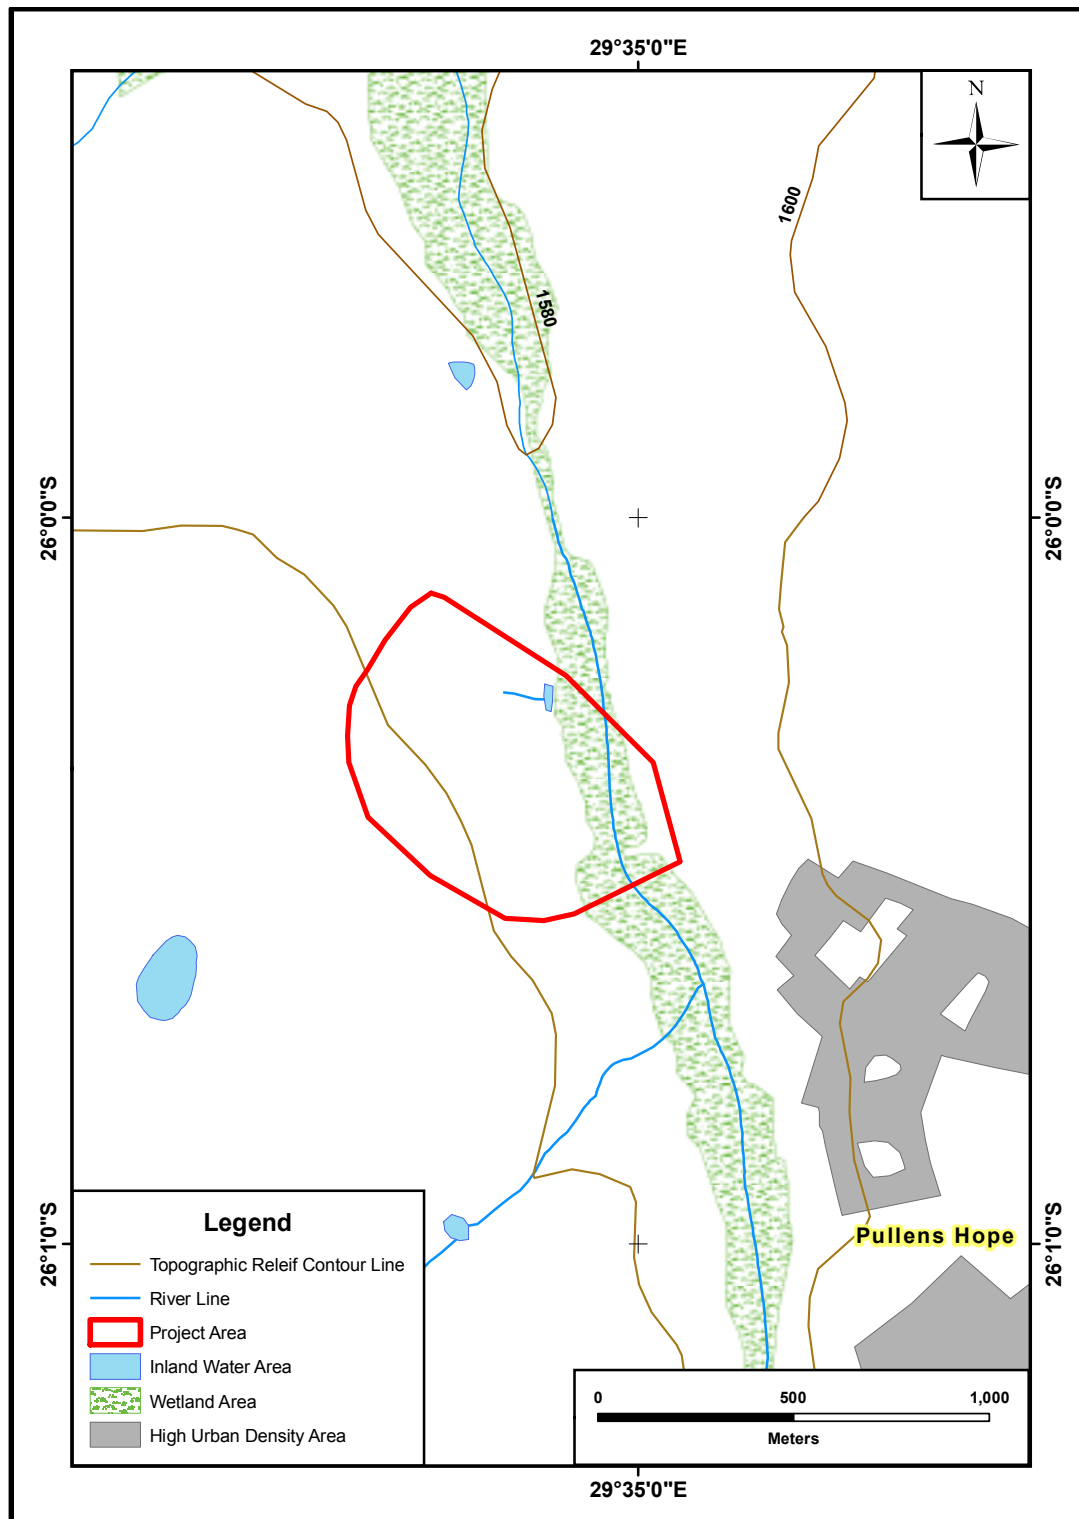 29°35'0"E
N
1600
1580
26°0'0"S
26°0'0"S
26°1'0"S
26°1'0"S
Pullens Hope
Legend
Topographic Releif Contour Line
River Line
Project Area
Inland Water Area
Wetland Area
High Urban Density Area
0 500 1,000
Meters
29°35'0"E